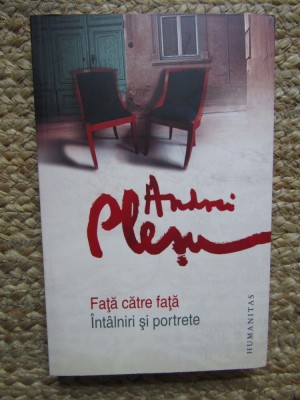 Andrei
Pleşu
Faţă către faţă
Întâlniri şi portrete
HUMANITAS